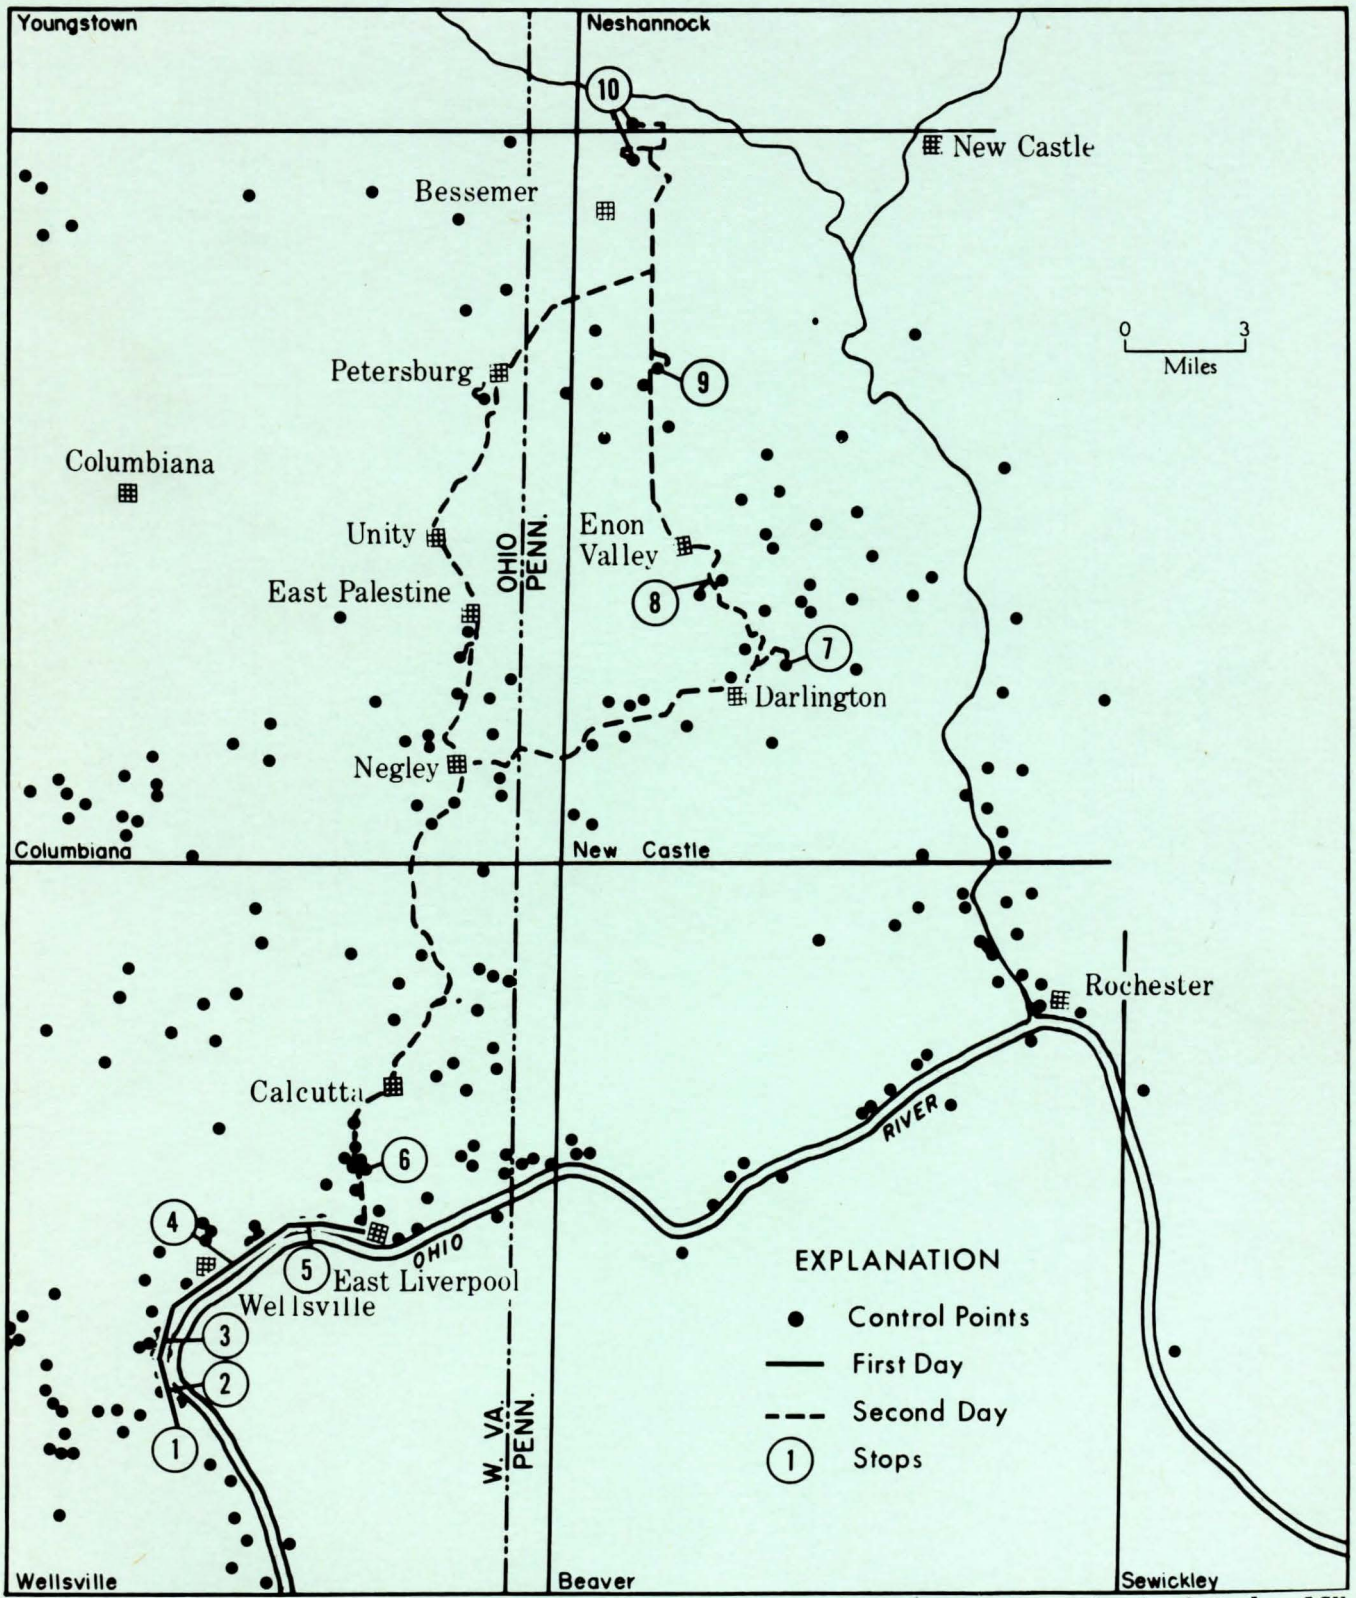 Youngstown
Neshannock
10
New Castle
Bessemer
0 3
Miles
Petersburg
9
Columbiana
Unity
Enon
Valley
OHIO
PENN.
East Palestine
8
7
Darlington
Negley
Columbiana
New Castle
Rochester
Calcutta
RIVER
6
4
OHIO
5
East Liverpool
Wellsville
3
2
1
W. VA.
PENN.
EXPLANATION
Control Points
First Day
Second Day
1 Stops
Wellsville
Beaver
Sewickley